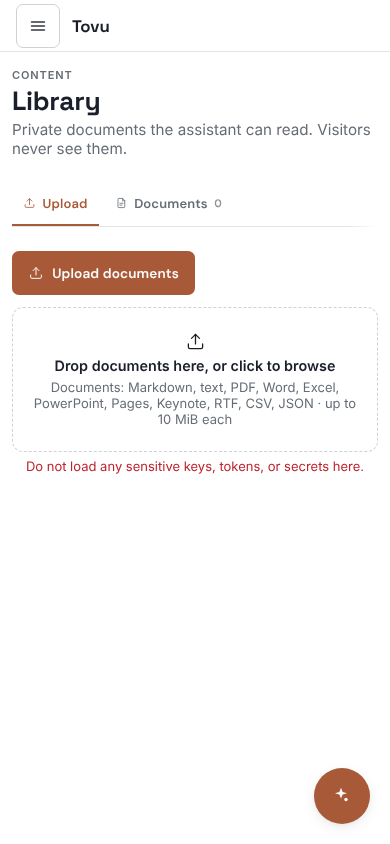 Tovu
CONTENT
Library
Private documents the assistant can read. Visitors
never see them.
Upload
Documents 0
Upload documents
Drop documents here, or click to browse
Documents: Markdown, text, PDF, Word, Excel,
PowerPoint, Pages, Keynote, RTF, CSV, JSON · up to
10 MiB each
Do not load any sensitive keys, tokens, or secrets here.